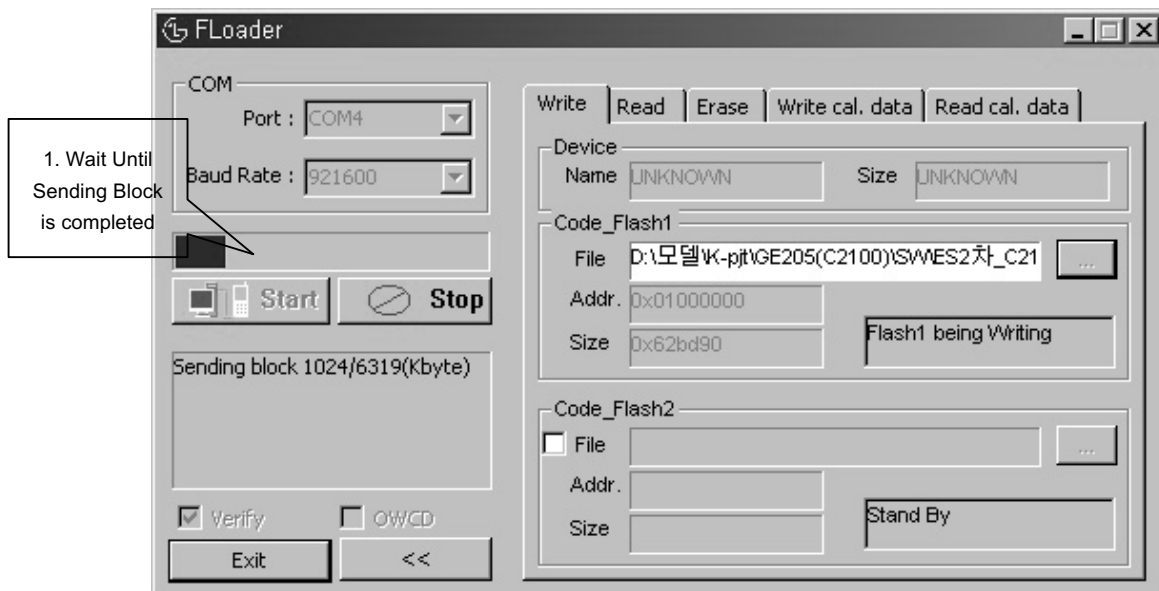 FLoader
COM
Port :
COM4
Baud Rate :
921600
1. Wait Until
Sending Block
is completed
Start
Stop
Sending block 1024/6319(Kbyte)
Verify
OWCD
Exit
<<
Write
Read
Erase
Write cal. data
Read cal. data
Device
Name
UNKNOWN
Size
UNKNOWN
Code_Flash1
File
D:\모델\K-pjt\GE205(C2100)\SW\ES2차_C21
...
Addr.
0x01000000
Size
0x62bd90
Flash1 being Writing
Code_Flash2
File
...
Addr.
Size
Stand By